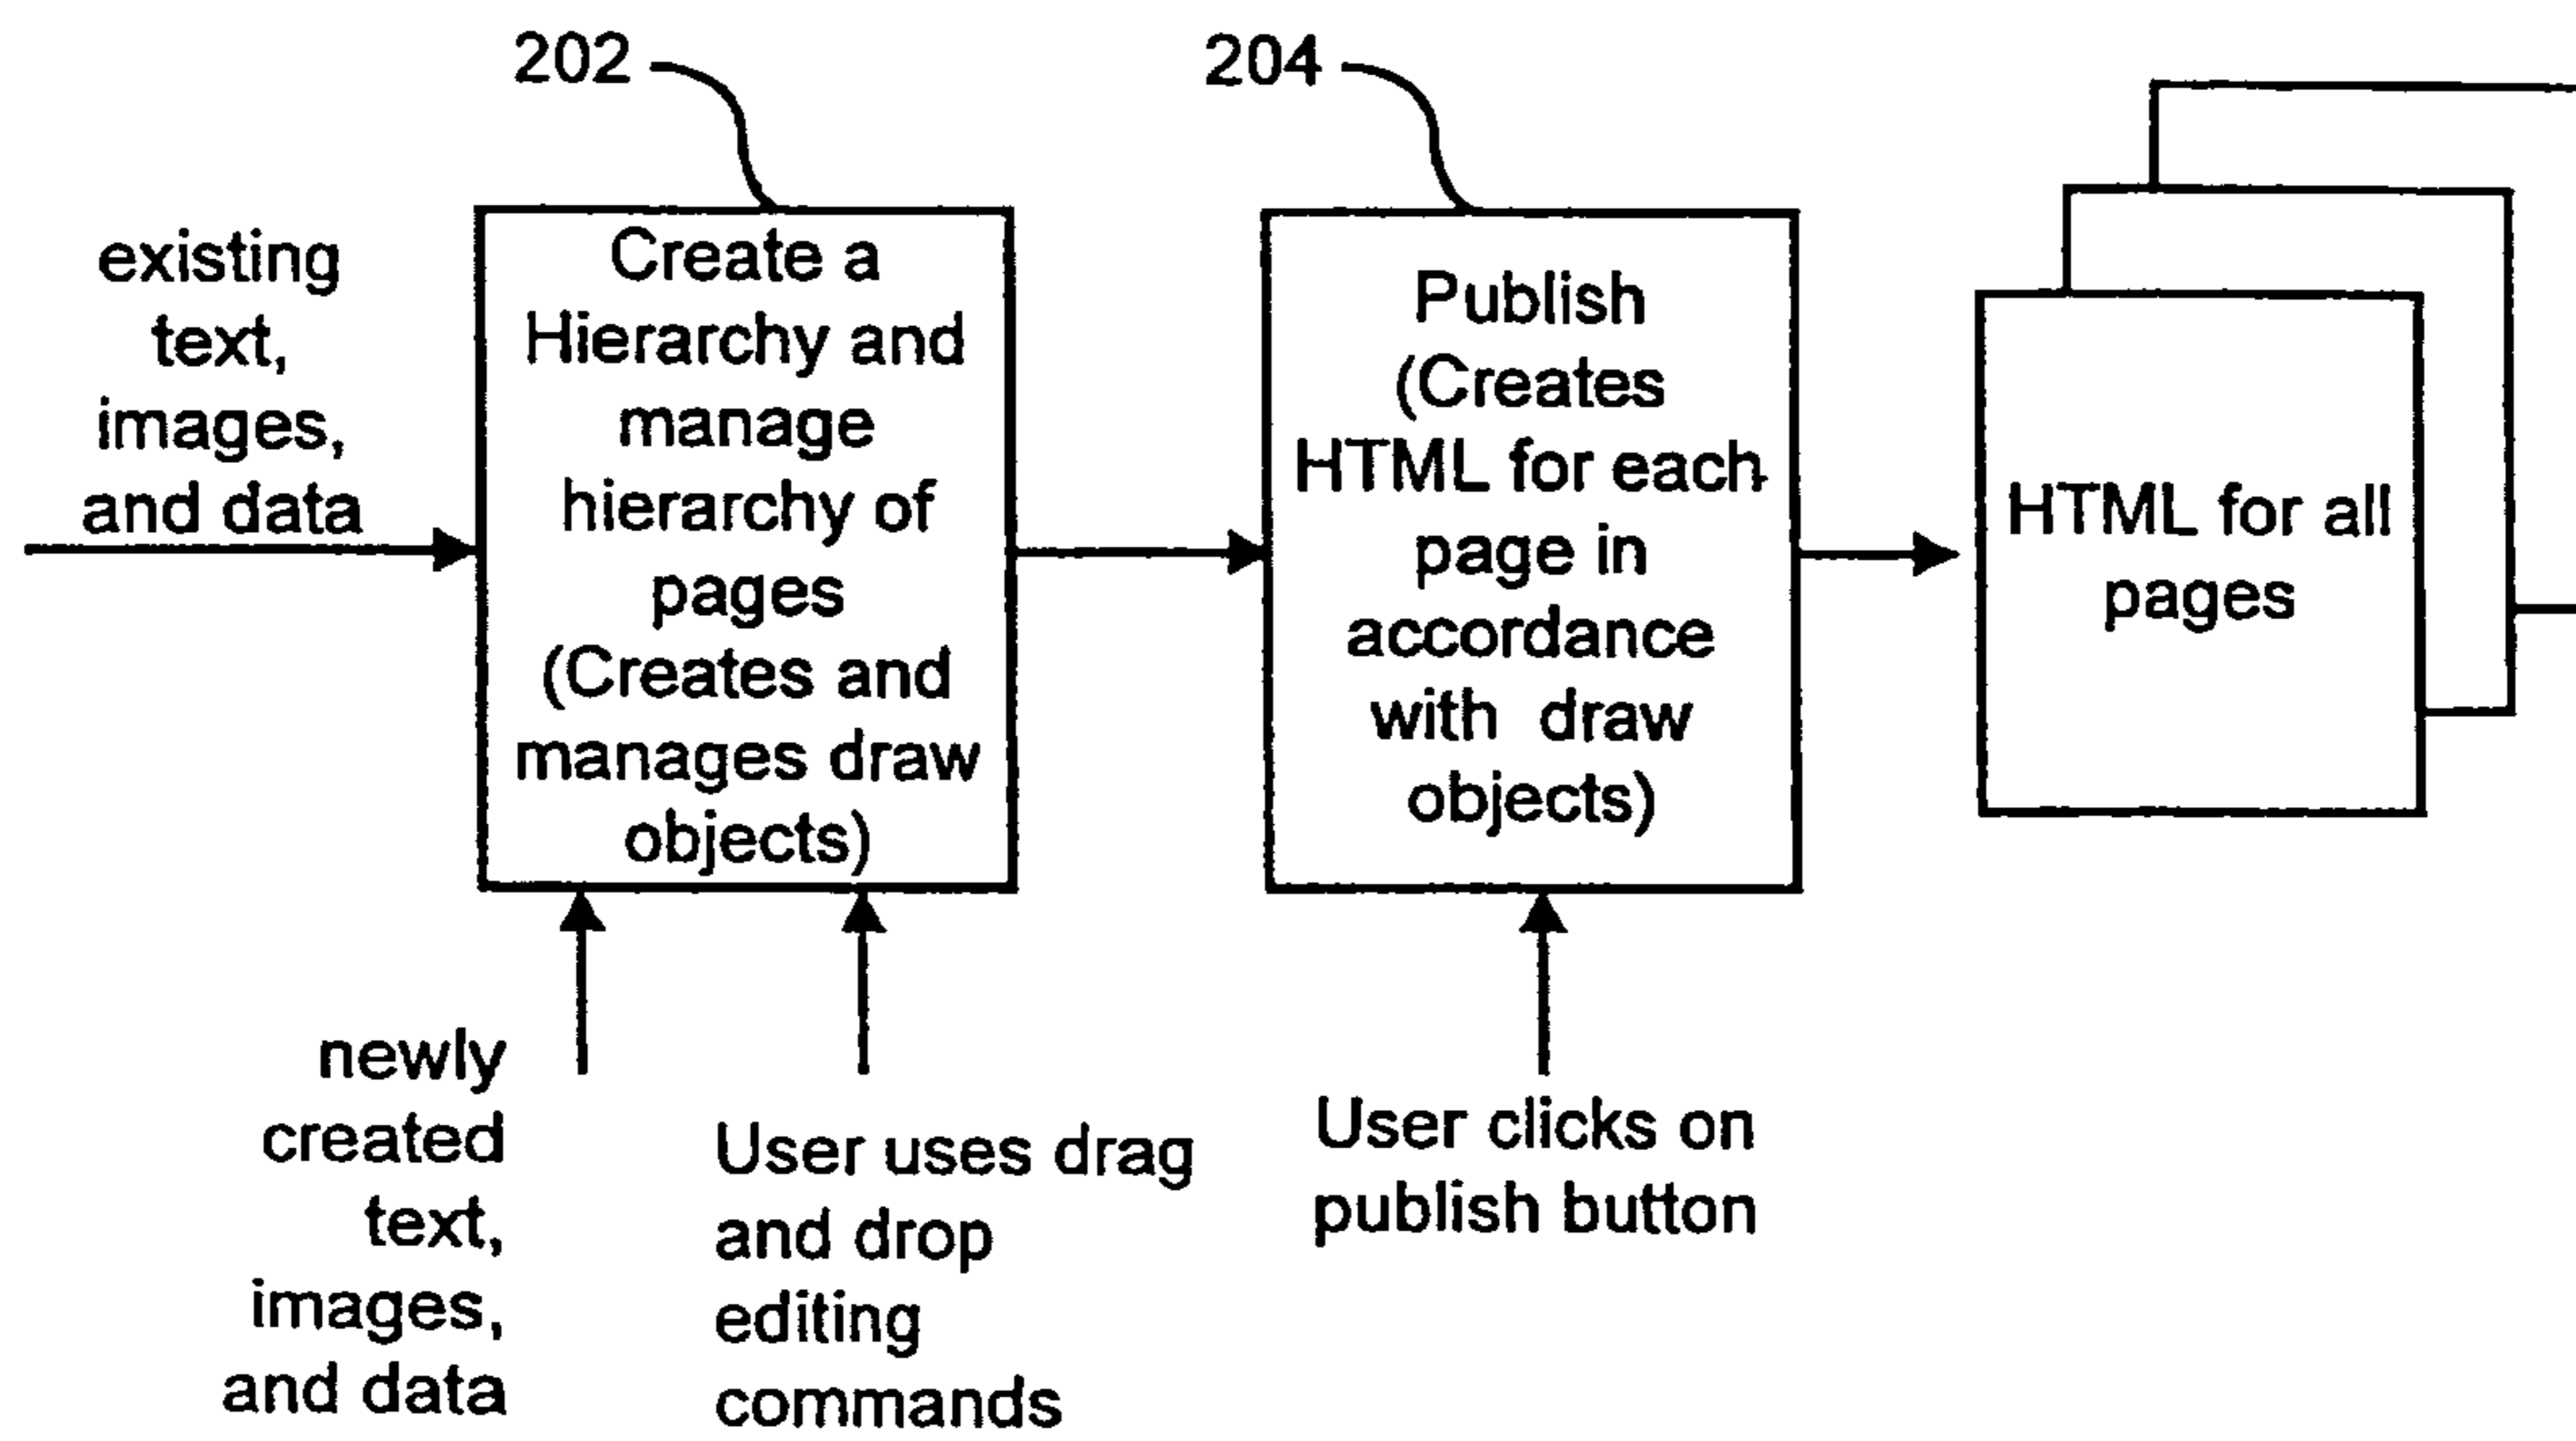 202
204
existing
text,
images,
and data
Create a
Hierarchy and
manage
hierarchy of
pages
(Creates and
manages draw
objects)
Publish
(Creates
HTML for each
page in
accordance
with draw
objects)
HTML for all
pages
newly
created
text,
images,
and data
User uses drag
and drop
editing
commands
User clicks on
publish button